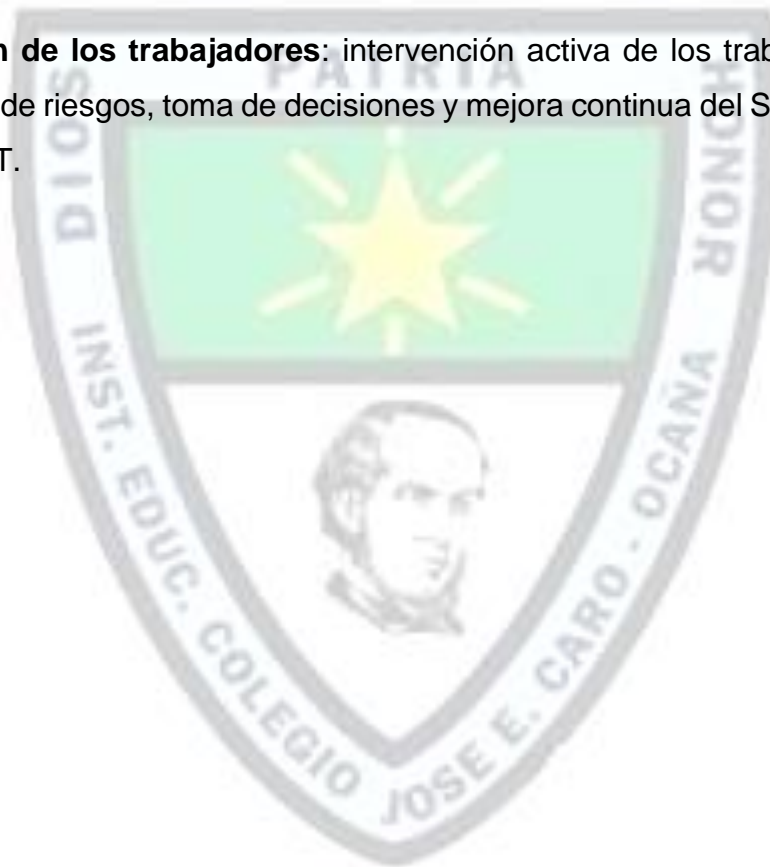 n de los trabajadores: intervención activa de los trab
de riesgos, toma de decisiones y mejora continua del S
T.
PATRIA
DIOS
HONOR
INST. EDUC. COLEGIO JOSE E. CARO - OCAÑA